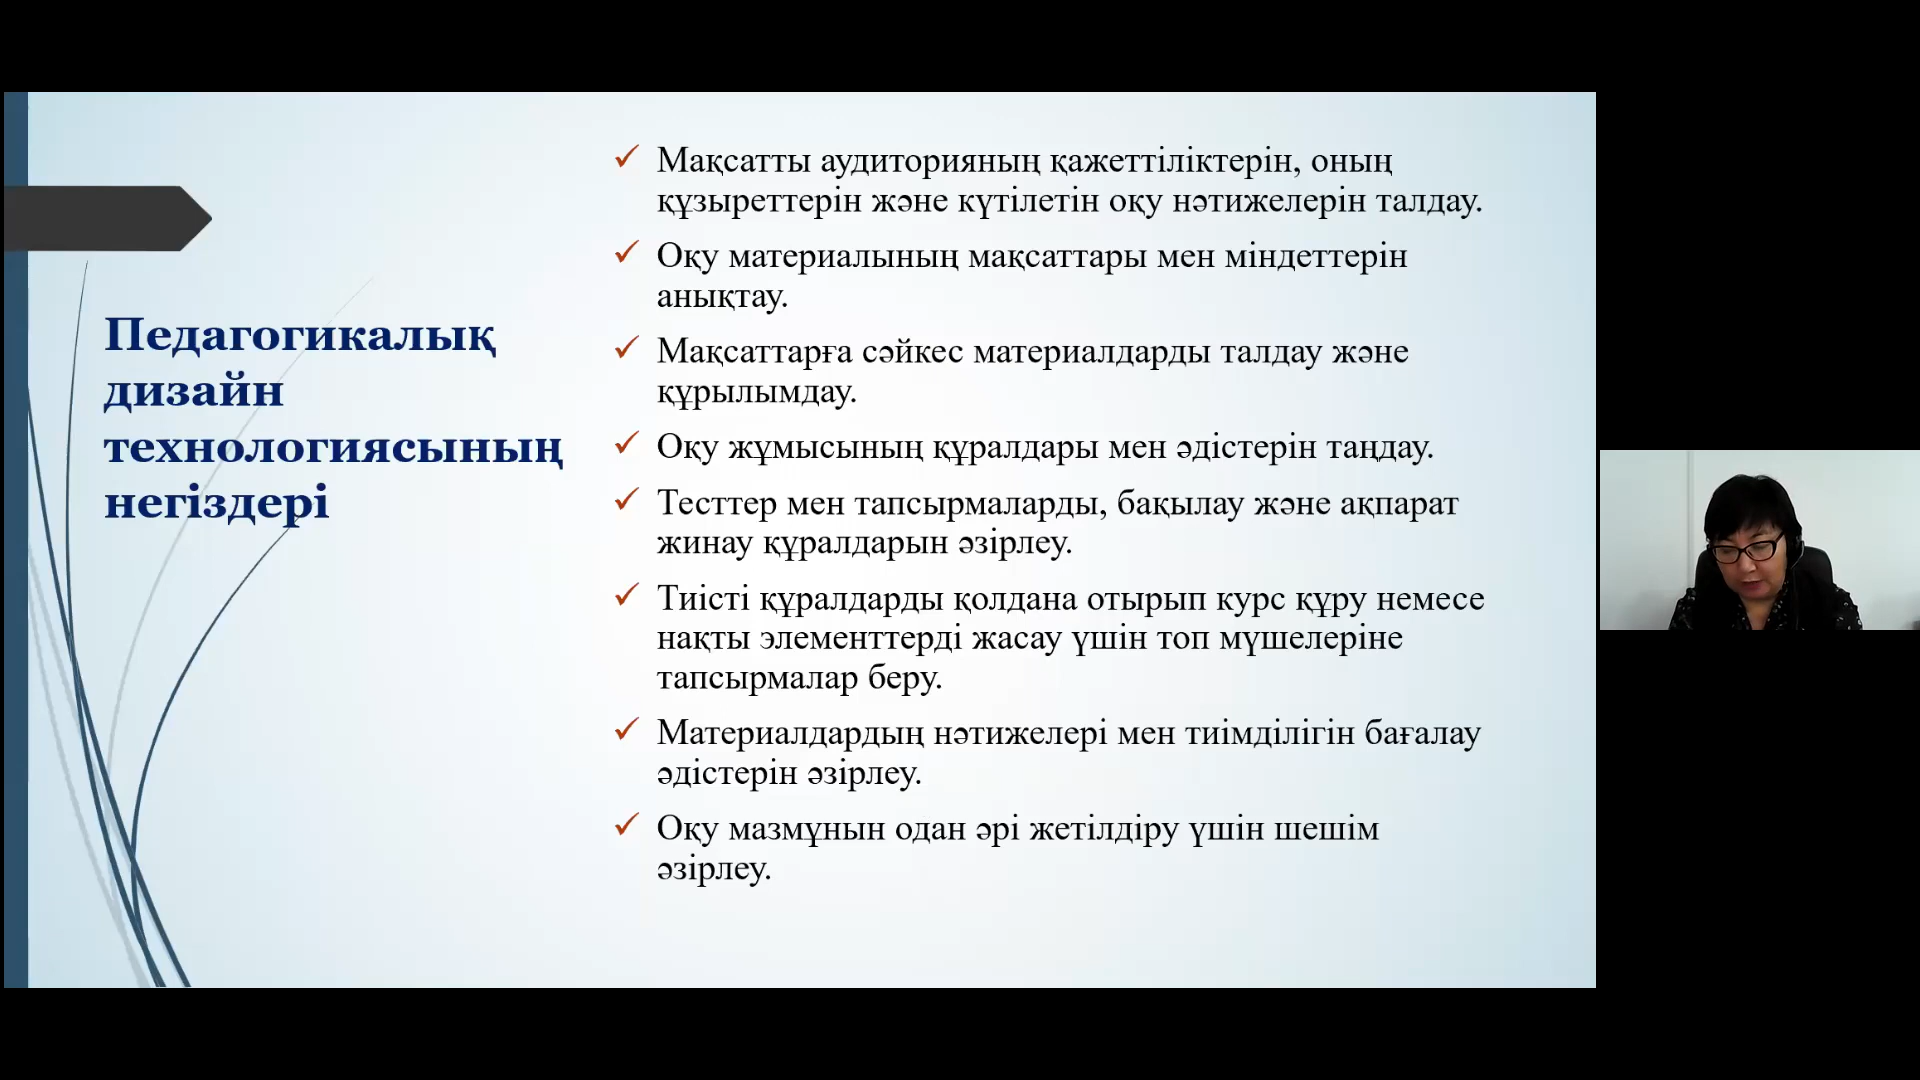 Педагогикалық
дизайн
технологиясының
негіздері
Мақсатты аудиторияның қажеттіліктерін, оның
құзыреттерін және күтілетін оқу нәтижелерін талдау.
Оқу материалының мақсаттары мен міндеттерін
анықтау.
Мақсаттарға сәйкес материалдарды талдау және
құрылымдау.
Оқу жұмысының құралдары мен әдістерін таңдау.
Тесттер мен тапсырмаларды, бақылау және ақпарат
жинау құралдарын әзірлеу.
Тиісті құралдарды қолдана отырып курс құру немесе
нақты элементтерді жасау үшін топ мүшелеріне
тапсырмалар беру.
Материалдардың нәтижелері мен тиімділігін бағалау
әдістерін әзірлеу.
Оқу мазмұнын одан әрі жетілдіру үшін шешім
әзірлеу.